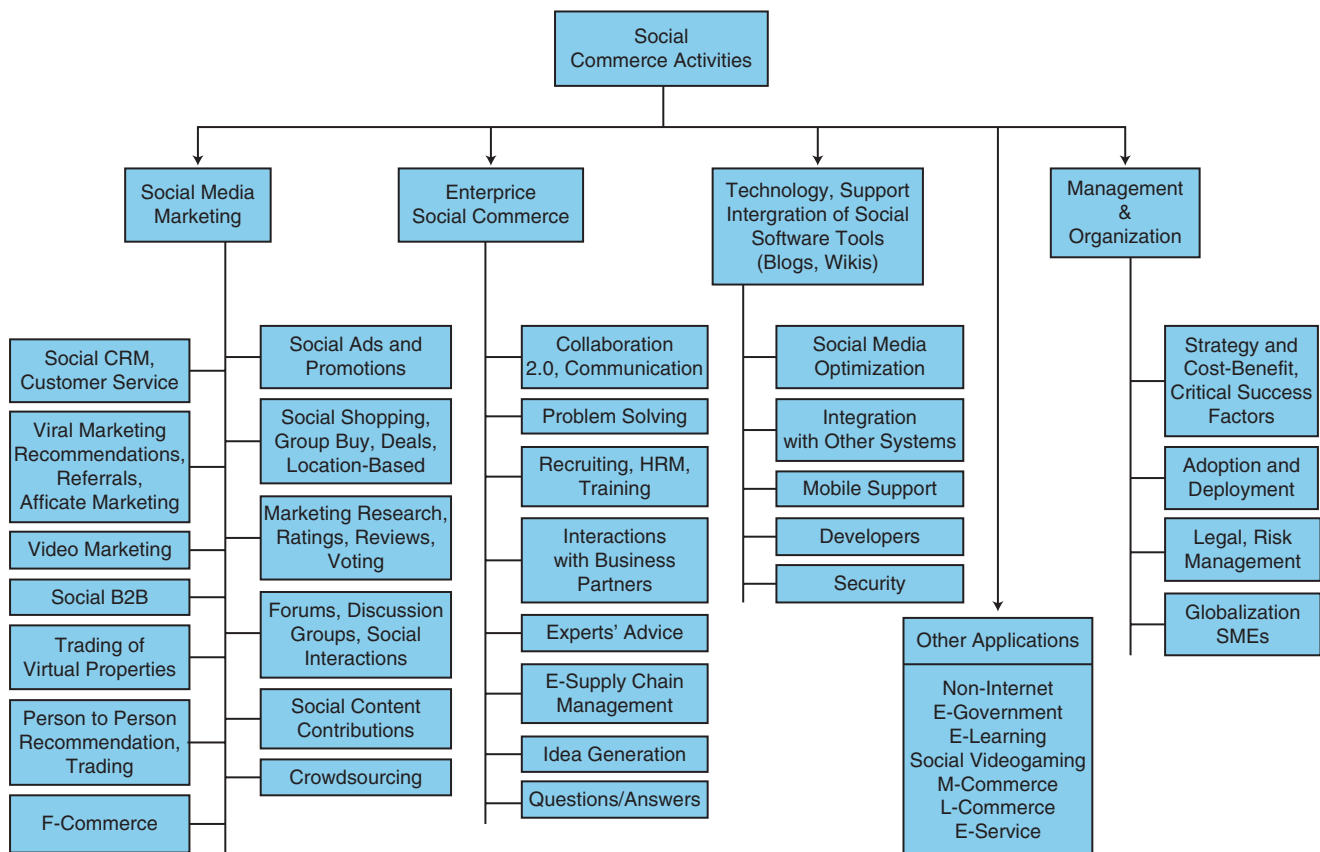 Social
Commerce Activities
Social Media
Marketing
Enterprice
Social Commerce
Technology, Support
Intergration of Social
Software Tools
(Blogs, Wikis)
Management
&
Organization
Social CRM,
Customer Service
Viral Marketing
Recommendations,
Referrals,
Afficate Marketing
Video Marketing
Social B2B
Trading of
Virtual Properties
Person to Person
Recommendation,
Trading
F-Commerce
Social Ads and
Promotions
Social Shopping,
Group Buy, Deals,
Location-Based
Marketing Research,
Ratings, Reviews,
Voting
Forums, Discussion
Groups, Social
Interactions
Social Content
Contributions
Crowdsourcing
Collaboration
2.0, Communication
Problem Solving
Recruiting, HRM,
Training
Interactions
with Business
Partners
Experts’ Advice
E-Supply Chain
Management
Idea Generation
Questions/Answers
Social Media
Optimization
Integration
with Other Systems
Mobile Support
Developers
Security
Other Applications
Non-Internet
E-Government
E-Learning
Social Videogaming
M-Commerce
L-Commerce
E-Service
Strategy and
Cost-Benefit,
Critical Success
Factors
Adoption and
Deployment
Legal, Risk
Management
Globalization
SMEs